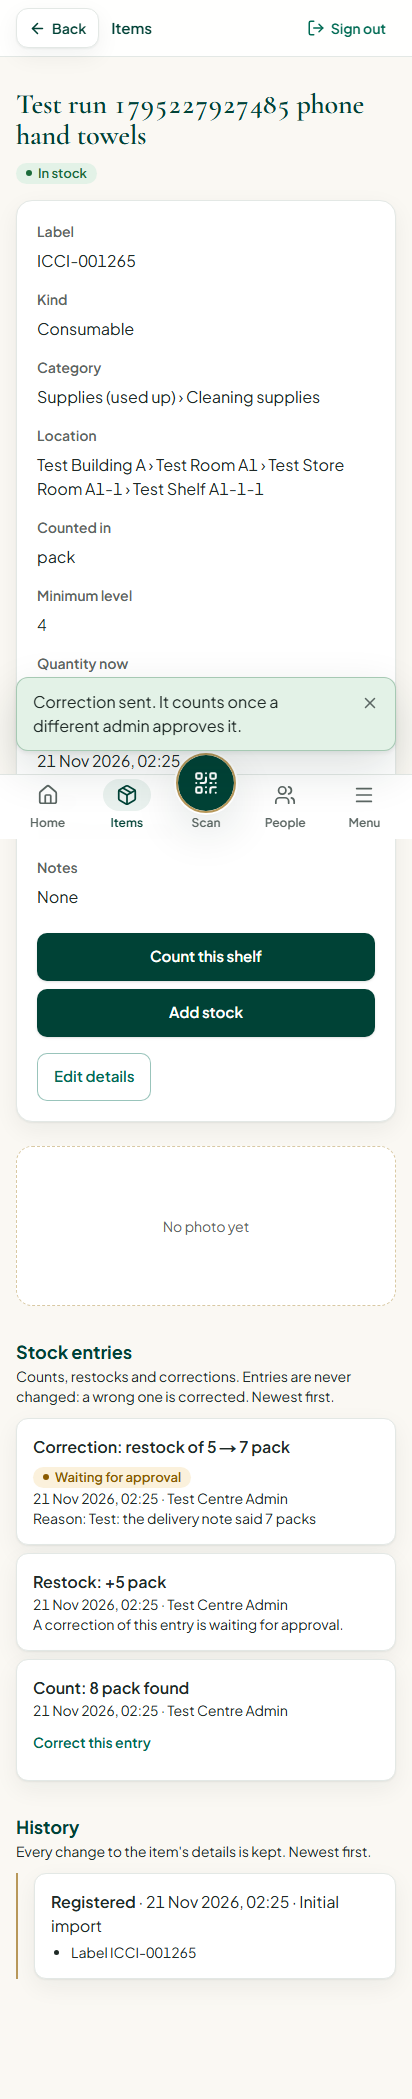 Back
Items
Sign out
Test run 1795227927485 phone
hand towels
In stock
Label
ICCI-001265
Kind
Consumable
Category
Supplies (used up) › Cleaning supplies
Location
Test Building A › Test Room A1 › Test Store
Room A1-1 › Test Shelf A1-1-1
Counted in
pack
Minimum level
4
Quantity now
Correction sent. It counts once a
different admin approves it.
21 Nov 2026, 02:25
Home
Items
Scan
People
Menu
Notes
None
Count this shelf
Add stock
Edit details
No photo yet
Stock entries
Counts, restocks and corrections. Entries are never
changed: a wrong one is corrected. Newest first.
Correction: restock of 5 → 7 pack
Waiting for approval
21 Nov 2026, 02:25 · Test Centre Admin
Reason: Test: the delivery note said 7 packs
Restock: +5 pack
21 Nov 2026, 02:25 · Test Centre Admin
A correction of this entry is waiting for approval.
Count: 8 pack found
21 Nov 2026, 02:25 · Test Centre Admin
Correct this entry
History
Every change to the item's details is kept. Newest first.
Registered · 21 Nov 2026, 02:25 · Initial
import
• Label ICCI-001265